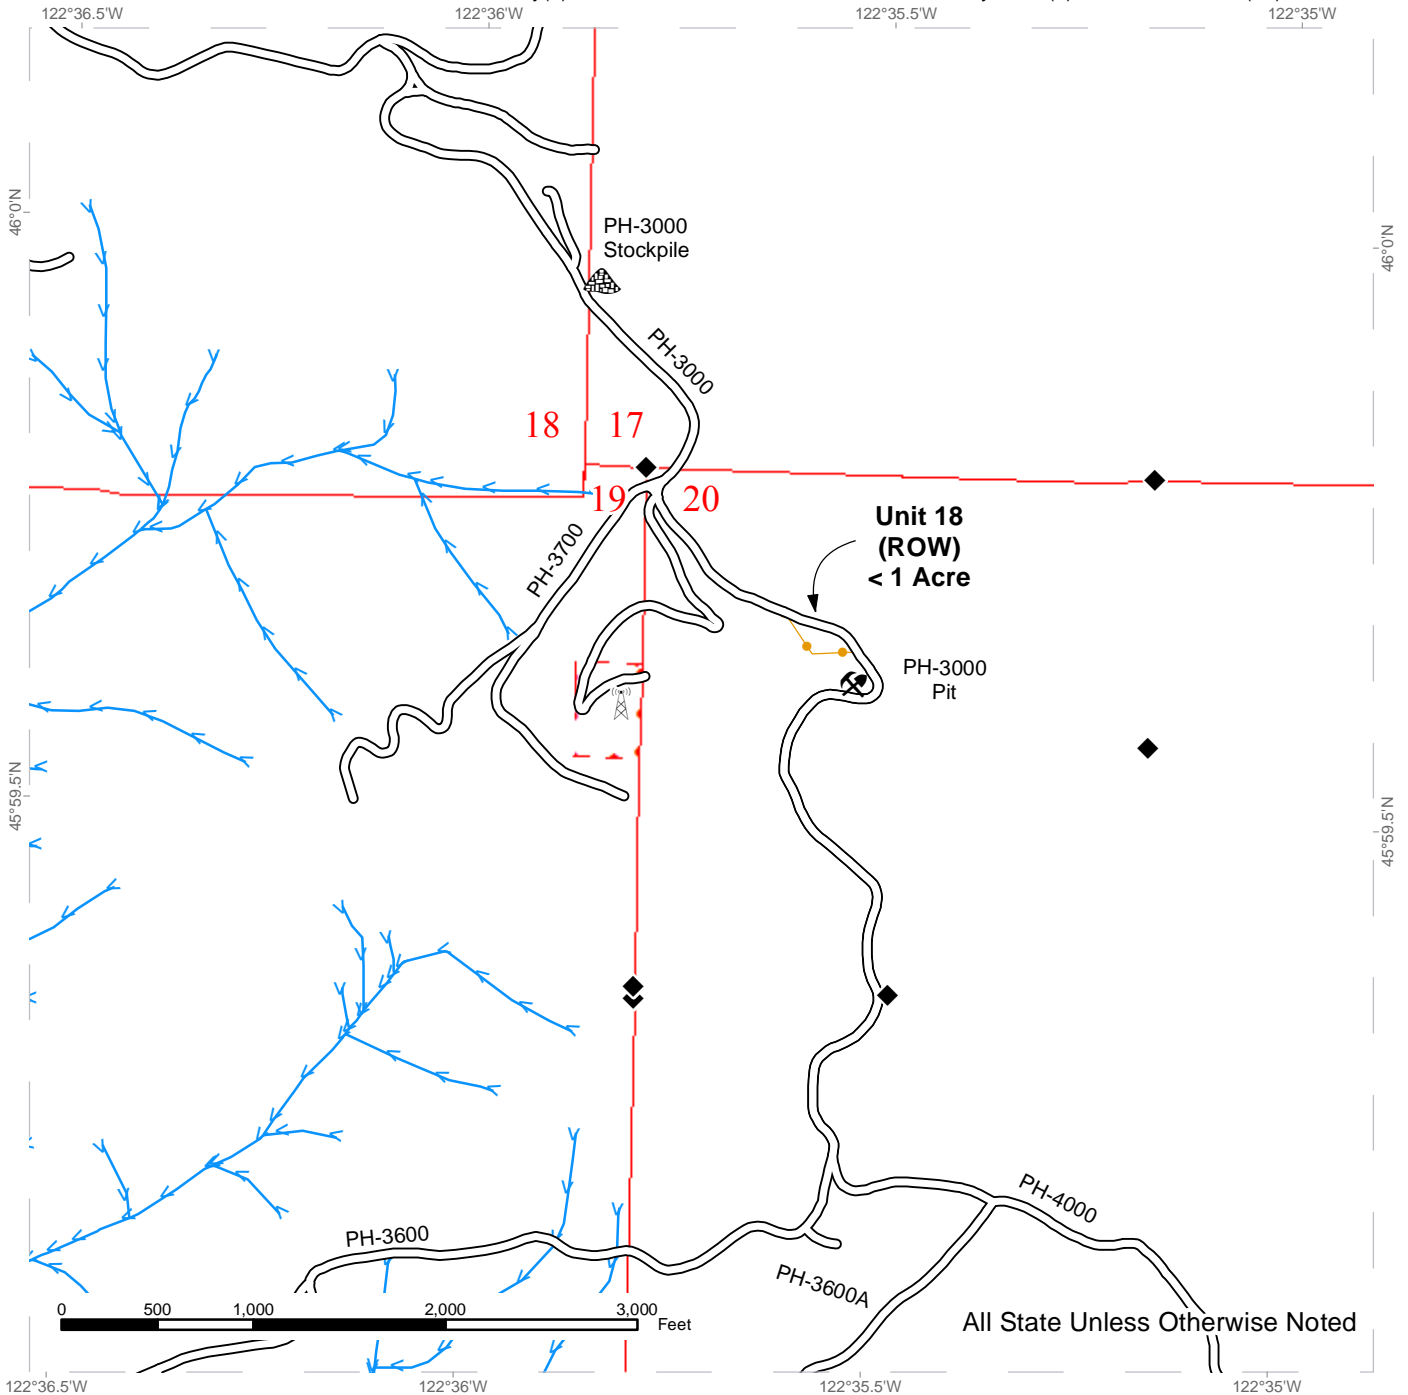 122°36.5'W
122°36'W
122°35.5'W
122°35'W
46°0'N
46°0'N
PH-3000
Stockpile
PH-3000
18
17
19
20
Unit 18
(ROW)
< 1 Acre
PH-3700
PH-3000
Pit
45°59.5'N
45°59.5'N
PH-4000
PH-3600
PH-3600A
0 500 1,000 2,000 3,000
Feet
All State Unless Otherwise Noted
122°36.5'W
122°36'W
122°35.5'W
122°35'W